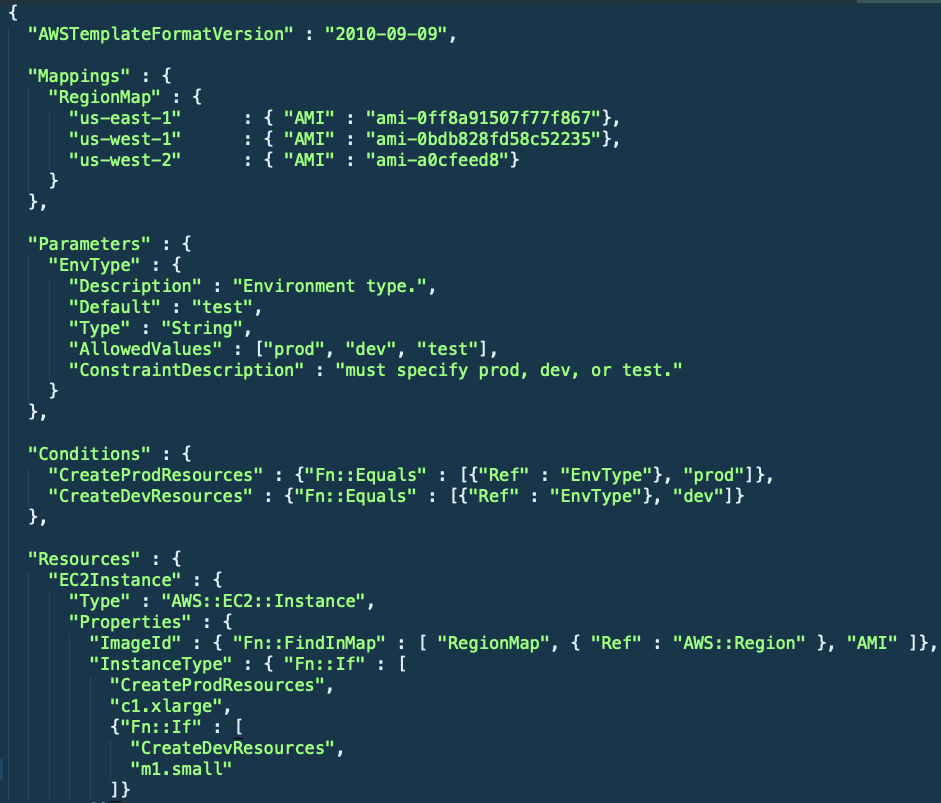 {
"AWSTemplateFormatVersion" : "2010-09-09",
"Mappings" : {
"RegionMap" : {
"us-east-1" : { "AMI" : "ami-0ff8a91507f77f867"},
"us-west-1" : { "AMI" : "ami-0bdb828fd58c52235"},
"us-west-2" : { "AMI" : "ami-a0cfeed8"}
}
},
"Parameters" : {
"EnvType" : {
"Description" : "Environment type.",
"Default" : "test",
"Type" : "String",
"AllowedValues" : ["prod", "dev", "test"],
"ConstraintDescription" : "must specify prod, dev, or test."
}
},
"Conditions" : {
"CreateProdResources" : {"Fn::Equals" : [{"Ref" : "EnvType"}, "prod"]},
"CreateDevResources" : {"Fn::Equals" : [{"Ref" : "EnvType"}, "dev"]}
},
"Resources" : {
"EC2Instance" : {
"Type" : "AWS::EC2::Instance",
"Properties" : {
"ImageId" : { "Fn::FindInMap" : [ "RegionMap", { "Ref" : "AWS::Region" }, "AMI" ]},
"InstanceType" : { "Fn::If" : [
"CreateProdResources",
"c1.xlarge",
{"Fn::If" : [
"CreateDevResources",
"m1.small"
]}